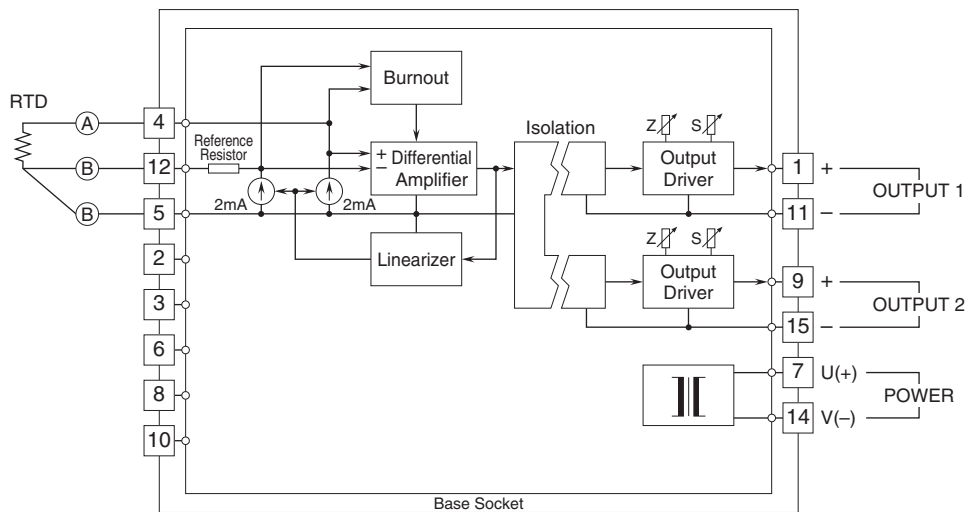 RTD
A
B
B
4
12
5
2
3
6
8
10
Reference
Resistor
2mA
2mA
Burnout
+
–
Differential
Amplifier
Linearizer
Isolation
Z
S
Output
Driver
Z
S
Output
Driver
1
+
11
–
OUTPUT 1
9
+
15
–
OUTPUT 2
7
U(+)
14
V(–)
POWER
Base Socket